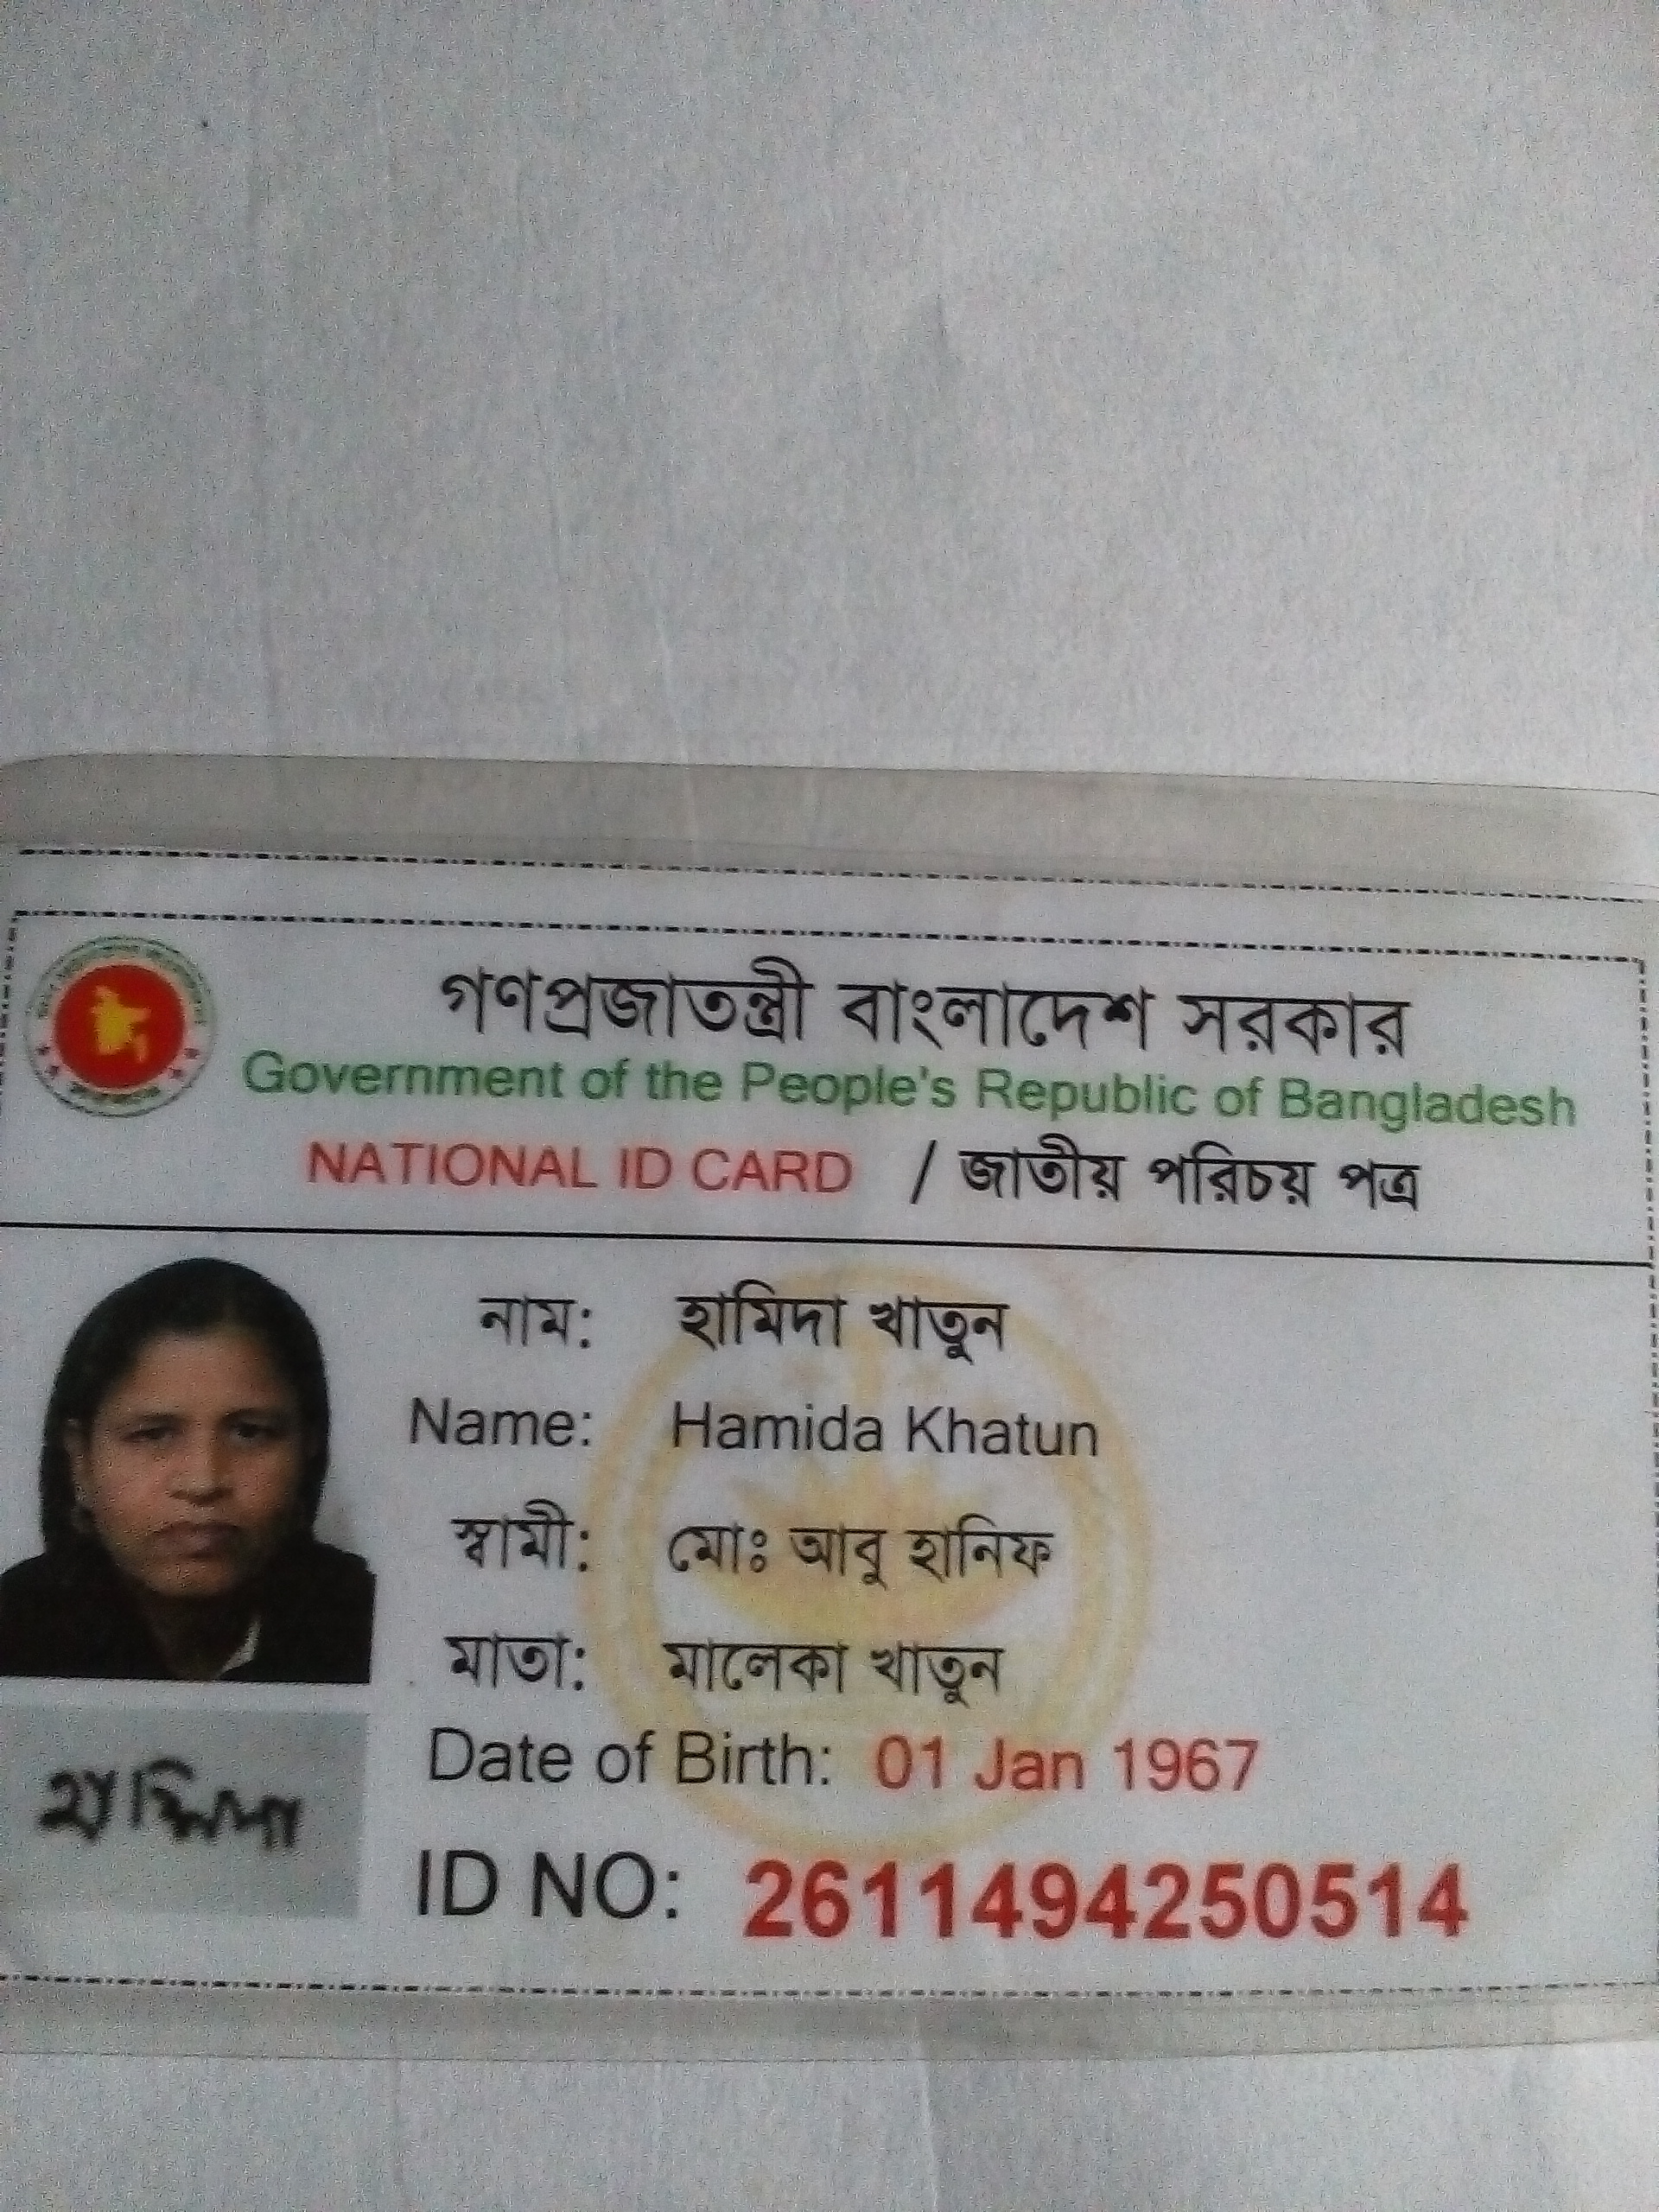 গণপ্রজাতন্ত্রী বাংলাদেশ সরকার
Government of the People's Republic of Bangladesh
NATIONAL ID CARD / জাতীয় পরিচয় পত্র
নাম: হামিদা খাতুন
Name: Hamida Khatun
স্বামী: মোঃ আবু হানিফ
মাতা: মালেকা খাতুন
Date of Birth: 01 Jan 1967
হামিদা
ID NO: 2611494250514